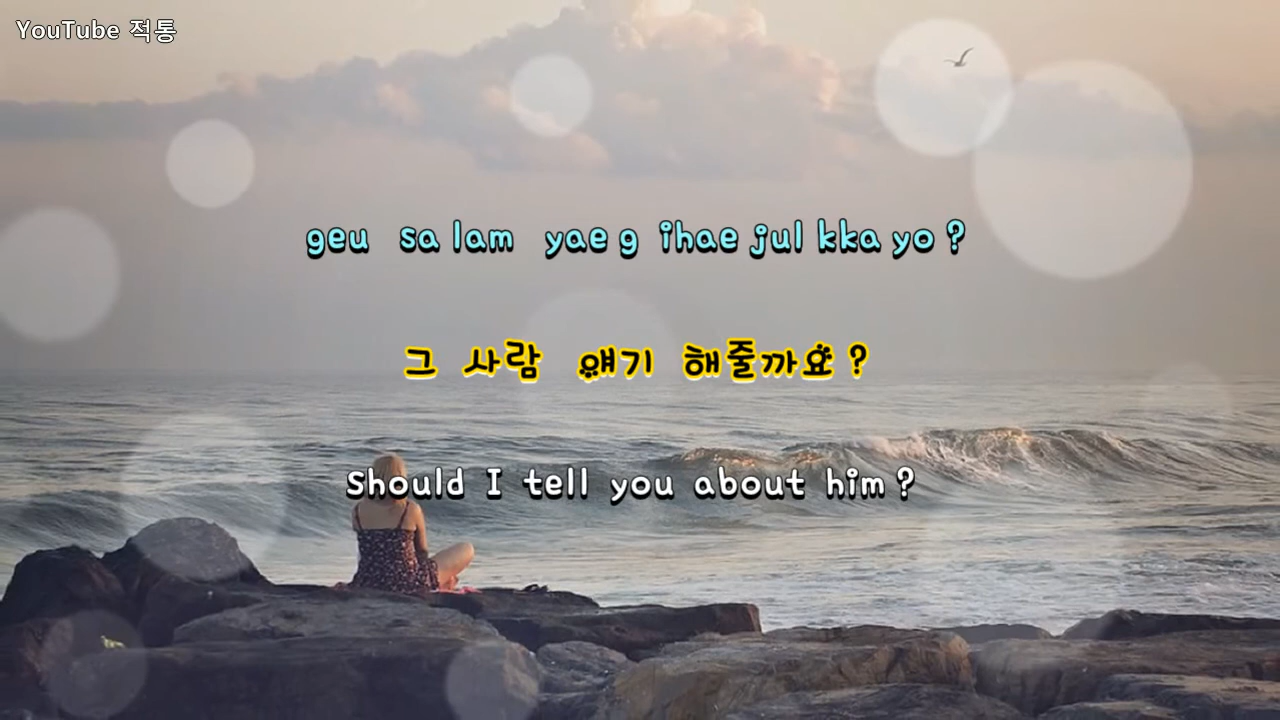 YouTube 적통
geu sa lam yae g ihae jul kka yo ?
그 사람 얘기 해줄까요 ?
Should I tell you about him ?